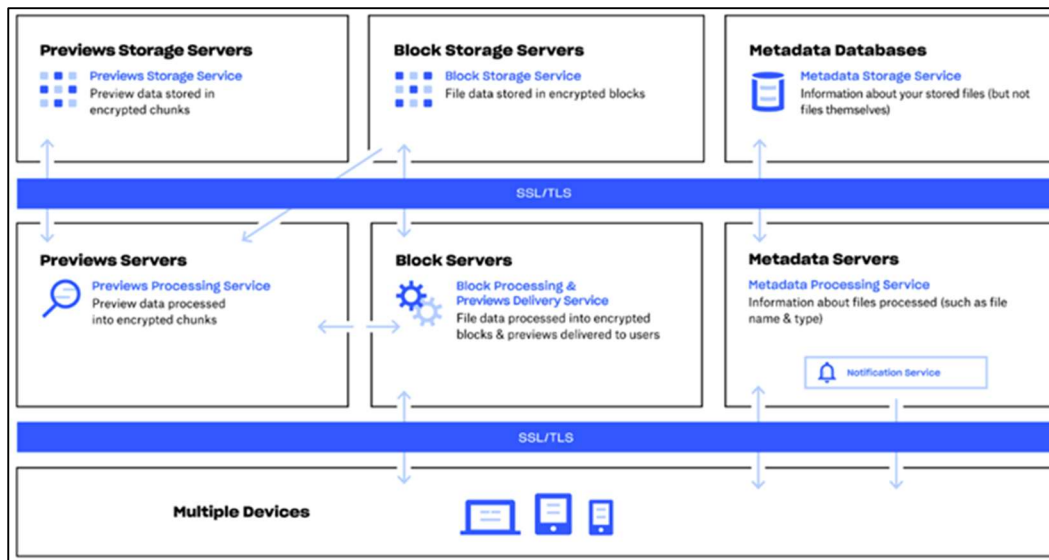 Previews Storage Servers
Previews Storage Service
Preview data stored in
encrypted chunks
Block Storage Servers
Block Storage Service
File data stored in encrypted blocks
Metadata Databases
Metadata Storage Service
Information about your stored files (but not
files themselves)
SSL/TLS
Previews Servers
Previews Processing Service
Preview data processed
into encrypted chunks
Block Servers
Block Processing &
Previews Delivery Service
File data processed into encrypted
blocks & previews delivered to users
Metadata Servers
Metadata Processing Service
Information about files processed (such as file
name & type)
Notification Service
SSL/TLS
Multiple Devices